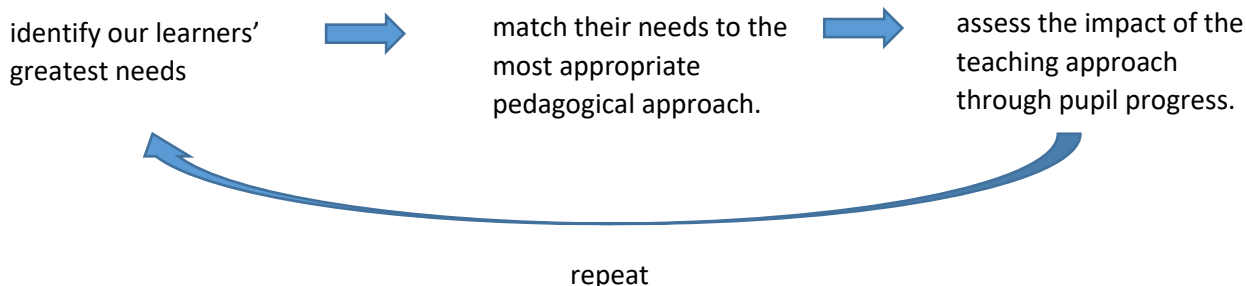 identify our learners’
greatest needs
match their needs to the
most appropriate
pedagogical approach.
assess the impact of the
teaching approach
through pupil progress.
repeat